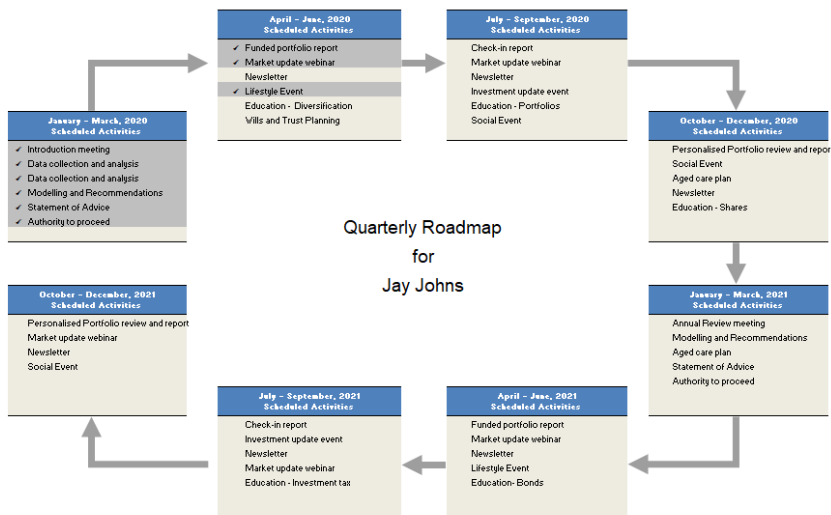 January - March, 2020
Scheduled Activities
✓ Introduction meeting
✓ Data collection and analysis
✓ Data collection and analysis
✓ Modelling and Recommendations
✓ Statement of Advice
✓ Authority to proceed
April - June, 2020
Scheduled Activities
✓ Funded portfolio report
✓ Market update webinar
Newsletter
✓ Lifestyle Event
Education - Diversification
Wills and Trust Planning
July - September, 2020
Scheduled Activities
Check-in report
Market update webinar
Newsletter
Investment update event
Education - Portfolios
Social Event
October - December, 2020
Scheduled Activities
Personalised Portfolio review and repor
Social Event
Aged care plan
Newsletter
Education - Shares
Quarterly Roadmap
for
Jay Johns
January - March, 2021
Scheduled Activities
Annual Review meeting
Modelling and Recommendations
Aged care plan
Statement of Advice
Authority to proceed
April - June, 2021
Scheduled Activities
Funded portfolio report
Market update webinar
Newsletter
Lifestyle Event
Education- Bonds
July - September, 2021
Scheduled Activities
Check-in report
Investment update event
Newsletter
Market update webinar
Education - Investment tax
October - December, 2021
Scheduled Activities
Personalised Portfolio review and report
Market update webinar
Newsletter
Social Event